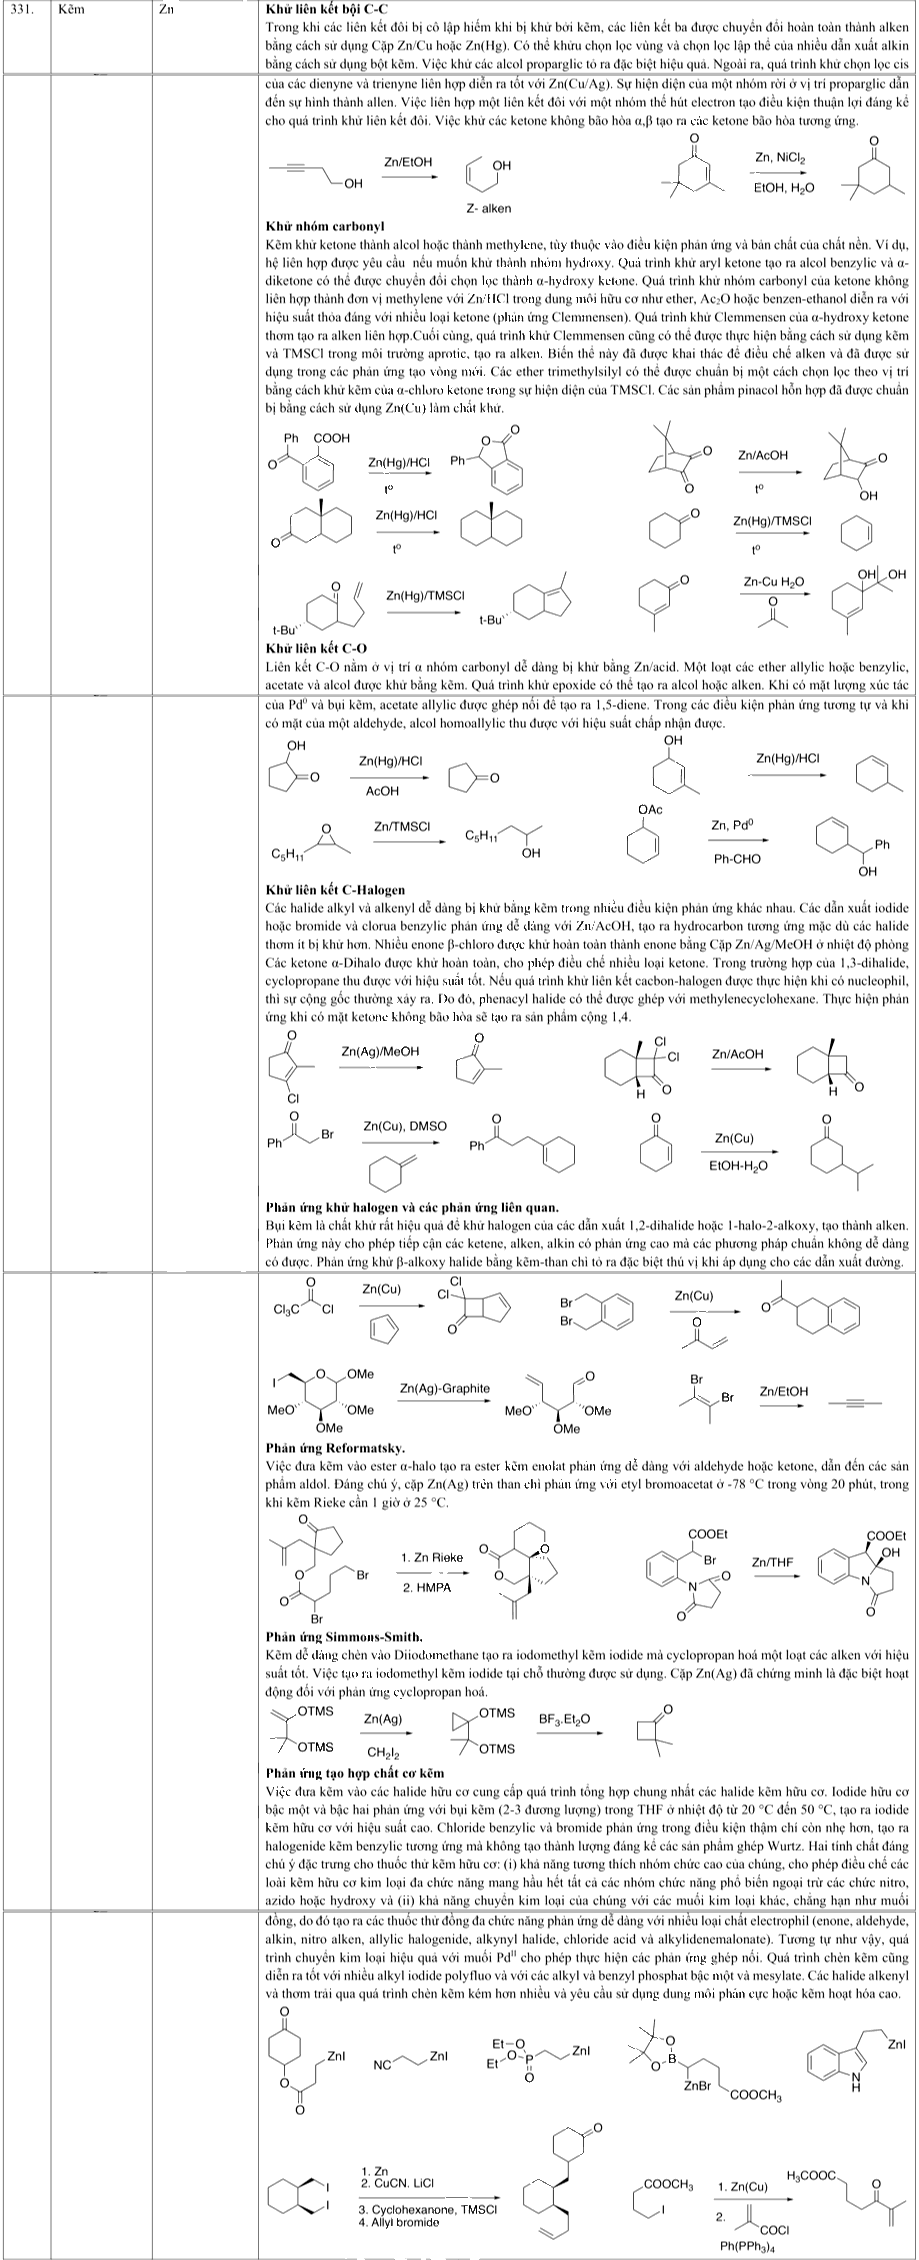 331. Kẽm Zn Khử liên kết bội C-C
Trong khi các liên kết đôi bị cô lập hiếm khi bị khử bởi kẽm, các liên kết ba được chuyển đổi hoàn toàn thành alken
bằng cách sử dụng Cặp Zn/Cu hoặc Zn(Hg). Có thể khửu chọn lọc vùng và chọn lọc lập thể của nhiều dẫn xuất alkin
bằng cách sử dụng bột kẽm. Việc khử các alcol proparglic tỏ ra đặc biệt hiệu quả. Ngoài ra, quá trình khử chọn lọc cis
của các dienyne và trienyne liên hợp diễn ra tốt với Zn(Cu/Ag). Sự hiện diện của một nhóm rời ở vị trí proparglic dẫn
đến sự hình thành allen. Việc liên hợp một liên kết đôi với một nhóm thế hút electron tạo điều kiện thuận lợi đáng kể
cho quá trình khử liên kết đôi. Việc khử các ketone không bão hòa α,β tạo ra các ketone bão hòa tương ứng.
OH Zn/EtOH OH Z- alken O Zn, NiCl2 EtOH, H2O O
Khử nhóm carbonyl
Kẽm khử ketone thành alcol hoặc thành methylene, tùy thuộc vào điều kiện phản ứng và bản chất của chất nền. Ví dụ,
hệ liên hợp được yêu cầu nếu muốn khử thành nhóm hydroxy. Quá trình khử aryl ketone tạo ra alcol benzylic và α-
diketone có thể được chuyển đổi chọn lọc thành α-hydroxy ketone. Quá trình khử nhóm carbonyl của ketone không
liên hợp thành đơn vị methylene với Zn/HCl trong dung môi hữu cơ như ether, Ac2O hoặc benzen-ethanol diễn ra với
hiệu suất thỏa đáng với nhiều loại ketone (phản ứng Clemmensen). Quá trình khử Clemmensen của α-hydroxy ketone
thơm tạo ra alken liên hợp.Cuối cùng, quá trình khử Clemmensen cũng có thể được thực hiện bằng cách sử dụng kẽm
và TMSCl trong môi trường aprotic, tạo ra alken. Biến thể này đã được khai thác để điều chế alken và đã được sử
dụng trong các phản ứng tạo vòng mới. Các ether trimethylsilyl có thể được chuẩn bị một cách chọn lọc theo vị trí
bằng cách khử kẽm của α-chloro ketone trong sự hiện diện của TMSCl. Các sản phẩm pinacol hỗn hợp đã được chuẩn
bị bằng cách sử dụng Zn(Cu) làm chất khử.
Ph COOH O Zn(Hg)/HCl tº O O Ph O O Zn/AcOH tº O OH
O Zn(Hg)/HCl tº O Zn(Hg)/TMSCl tº
O t-Bu Zn(Hg)/TMSCl t-Bu O Zn-Cu H2O O OH OH
Khử liên kết C-O
Liên kết C-O nằm ở vị trí α nhóm carbonyl dễ dàng bị khử bằng Zn/acid. Một loạt các ether allylic hoặc benzylic,
acetate và alcol được khử bằng kẽm. Quá trình khử epoxide có thể tạo ra alcol hoặc alken. Khi có mặt lượng xúc tác
của Pd0 và bụi kẽm, acetate allylic được ghép nối để tạo ra 1,5-diene. Trong các điều kiện phản ứng tương tự và khi
có mặt của một aldehyde, alcol homoallylic thu được với hiệu suất chấp nhận được.
OH O Zn(Hg)/HCl AcOH O OH Zn(Hg)/HCl
C5H11 O Zn/TMSCl C5H11 OH OAc Zn, Pd0 Ph-CHO Ph OH
Khử liên kết C-Halogen
Các halide alkyl và alkenyl dễ dàng bị khử bằng kẽm trong nhiều điều kiện phản ứng khác nhau. Các dẫn xuất iodide
hoặc bromide và clorua benzylic phản ứng dễ dàng với Zn/AcOH, tạo ra hydrocarbon tương ứng mặc dù các halide
thơm ít bị khử hơn. Nhiều enone β-chloro được khử hoàn toàn thành enone bằng Cặp Zn/Ag/MeOH ở nhiệt độ phòng
Các ketone α-Dihalo được khử hoàn toàn, cho phép điều chế nhiều loại ketone. Trong trường hợp của 1,3-dihalide,
cyclopropane thu được với hiệu suất tốt. Nếu quá trình khử liên kết cacbon-halogen được thực hiện khi có nucleophil,
thì sự cộng gốc thường xảy ra. Do đó, phenacyl halide có thể được ghép với methylenecyclohexane. Thực hiện phản
ứng khi có mặt ketone không bão hòa sẽ tạo ra sản phẩm cộng 1,4.
O Cl Zn(Ag)/MeOH O Cl Cl H O Zn/AcOH H O
O Ph Br Zn(Cu), DMSO O Ph O Zn(Cu) EtOH-H2O O
Phản ứng khử halogen và các phản ứng liên quan.
Bụi kẽm là chất khử rất hiệu quả để khử halogen của các dẫn xuất 1,2-dihalide hoặc 1-halo-2-alkoxy, tạo thành alken.
Phản ứng này cho phép tiếp cận các ketene, alken, alkin có phản ứng cao mà các phương pháp chuẩn không dễ dàng
có được. Phản ứng khử β-alkoxy halide bằng kẽm-than chì tỏ ra đặc biệt thú vị khi áp dụng cho các dẫn xuất đường.
O Cl3C Cl Zn(Cu) Cl Cl O Br Br Zn(Cu) O O
I O OMe MeO OMe OMe Zn(Ag)-Graphite O MeO OMe OMe Br Br Zn/EtOH
Phản ứng Reformatsky.
Việc đưa kẽm vào ester α-halo tạo ra ester kẽm enolat phản ứng dễ dàng với aldehyde hoặc ketone, dẫn đến các sản
phẩm aldol. Đáng chú ý, cặp Zn(Ag) trên than chì phản ứng với etyl bromoacetat ở -78 °C trong vòng 20 phút, trong
khi kẽm Rieke cần 1 giờ ở 25 °C.
O O O Br Br 1. Zn Rieke 2. HMPA O O O COOEt Br N O O Zn/THF COOEt OH N O
Phản ứng Simmons-Smith.
Kẽm dễ dàng chèn vào Diiodomethane tạo ra iodomethyl kẽm iodide mà cyclopropan hoá một loạt các alken với hiệu
suất tốt. Việc tạo ra iodomethyl kẽm iodide tại chỗ thường được sử dụng. Cặp Zn(Ag) đã chứng minh là đặc biệt hoạt
động đối với phản ứng cyclopropan hoá.
OTMS OTMS Zn(Ag) CH2I2 OTMS OTMS BF3.Et2O O
Phản ứng tạo hợp chất cơ kẽm
Việc đưa kẽm vào các halide hữu cơ cung cấp quá trình tổng hợp chung nhất các halide kẽm hữu cơ. Iodide hữu cơ
bậc một và bậc hai phản ứng với bụi kẽm (2-3 đương lượng) trong THF ở nhiệt độ từ 20 °C đến 50 °C, tạo ra iodide
kẽm hữu cơ với hiệu suất cao. Chloride benzylic và bromide phản ứng trong điều kiện thậm chí còn nhẹ hơn, tạo ra
halogenide kẽm benzylic tương ứng mà không tạo thành lượng đáng kể các sản phẩm ghép Wurtz. Hai tính chất đáng
chú ý đặc trưng cho thuốc thử kẽm hữu cơ: (i) khả năng tương thích nhóm chức cao của chúng, cho phép điều chế các
loài kẽm hữu cơ kim loại đa chức năng mang hầu hết tất cả các nhóm chức năng phổ biến ngoại trừ các chức nitro,
azido hoặc hydroxy và (ii) khả năng chuyển kim loại của chúng với các muối kim loại khác, chẳng hạn như muối
đồng, do đó tạo ra các thuốc thử đồng đa chức năng phản ứng dễ dàng với nhiều loại chất electrophil (enone, aldehyde,
alkin, nitro alken, allylic halogenide, alkynyl halide, chloride acid và alkylidenemalonate). Tương tự như vậy, quá
trình chuyển kim loại hiệu quả với muối PdII cho phép thực hiện các phản ứng ghép nối. Quá trình chèn kẽm cũng
diễn ra tốt với nhiều alkyl iodide polyfluo và với các alkyl và benzyl phosphat bậc một và mesylate. Các halide alkenyl
và thơm trải qua quá trình chèn kẽm kém hơn nhiều và yêu cầu sử dụng dung môi phân cực hoặc kẽm hoạt hóa cao.
O O O ZnI NC ZnI Et-O Et-O P O ZnI O B O ZnBr COOCH3 ZnI N H
I I 1. Zn 2. CuCN. LiCl 3. Cyclohexanone, TMSCl 4. Allyl bromide O COOCH3 I 1. Zn(Cu) 2. COCl Ph(PPh3)4 H3COOC O